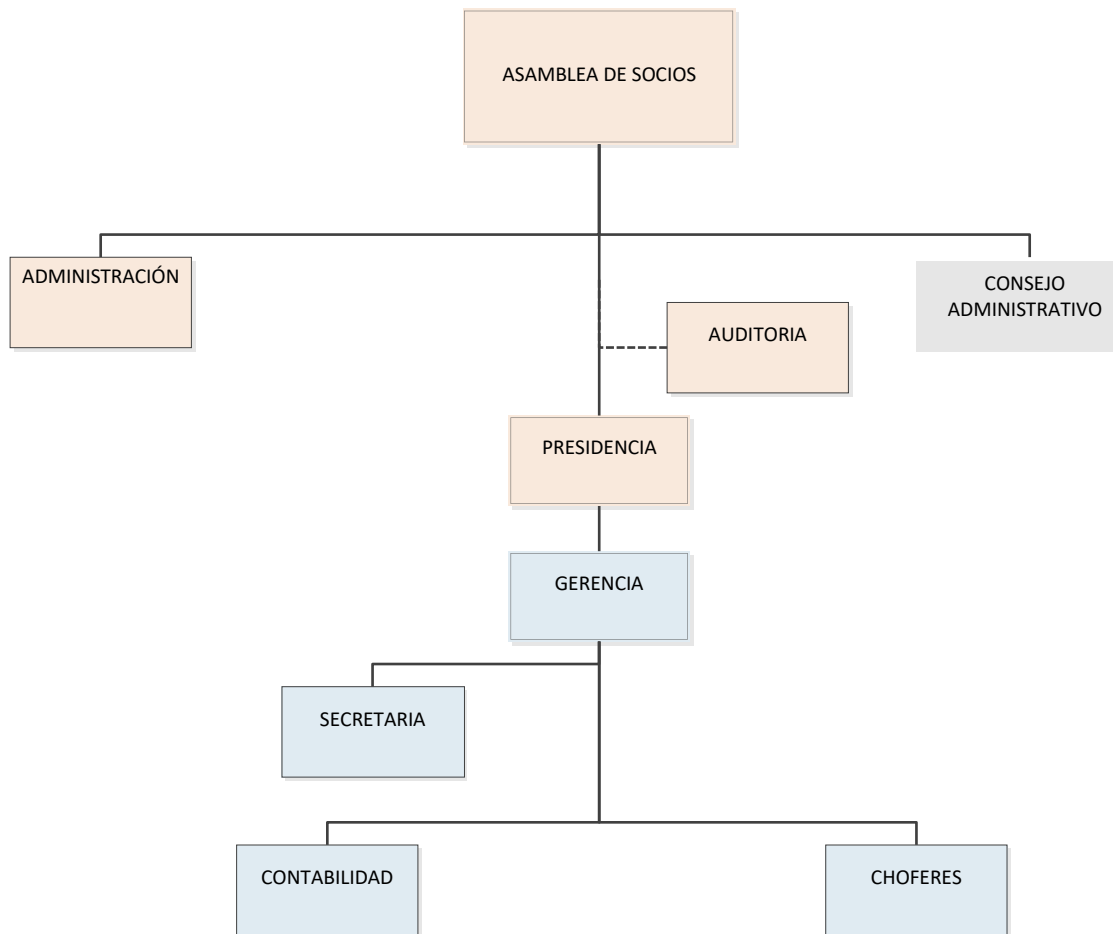 ASAMBLEA DE SOCIOS
ADMINISTRACIÓN
CONSEJO
ADMINISTRATIVO
AUDITORIA
PRESIDENCIA
GERENCIA
SECRETARIA
CONTABILIDAD
CHOFERES